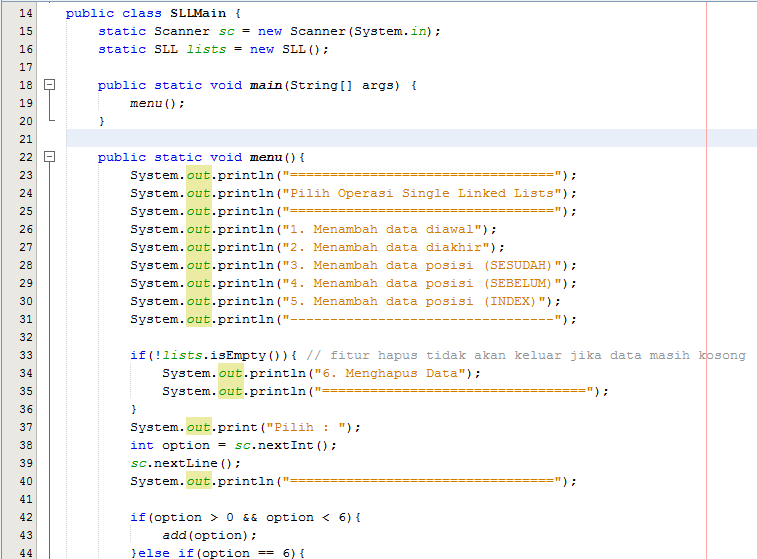 14 public class SLLMain {
15     static Scanner sc = new Scanner(System.in);
16     static SLL lists = new SLL();
17
18     public static void main(String[] args) {
19         menu();
20     }
21
22     public static void menu(){
23         System.out.println("=================================");
24         System.out.println("Pilih Operasi Single Linked Lists");
25         System.out.println("=================================");
26         System.out.println("1. Menambah data diawal");
27         System.out.println("2. Menambah data diakhir");
28         System.out.println("3. Menambah data posisi (SESUDAH)");
29         System.out.println("4. Menambah data posisi (SEBELUM)");
30         System.out.println("5. Menambah data posisi (INDEX)");
31         System.out.println("---------------------------------");
32
33         if(!lists.isEmpty()){ // fitur hapus tidak akan keluar jika data masih kosong
34             System.out.println("6. Menghapus Data");
35             System.out.println("=================================");
36         }
37         System.out.print("Pilih : ");
38         int option = sc.nextInt();
39         sc.nextLine();
40         System.out.println("=================================");
41
42         if(option > 0 && option < 6){
43             add(option);
44         }else if(option == 6){